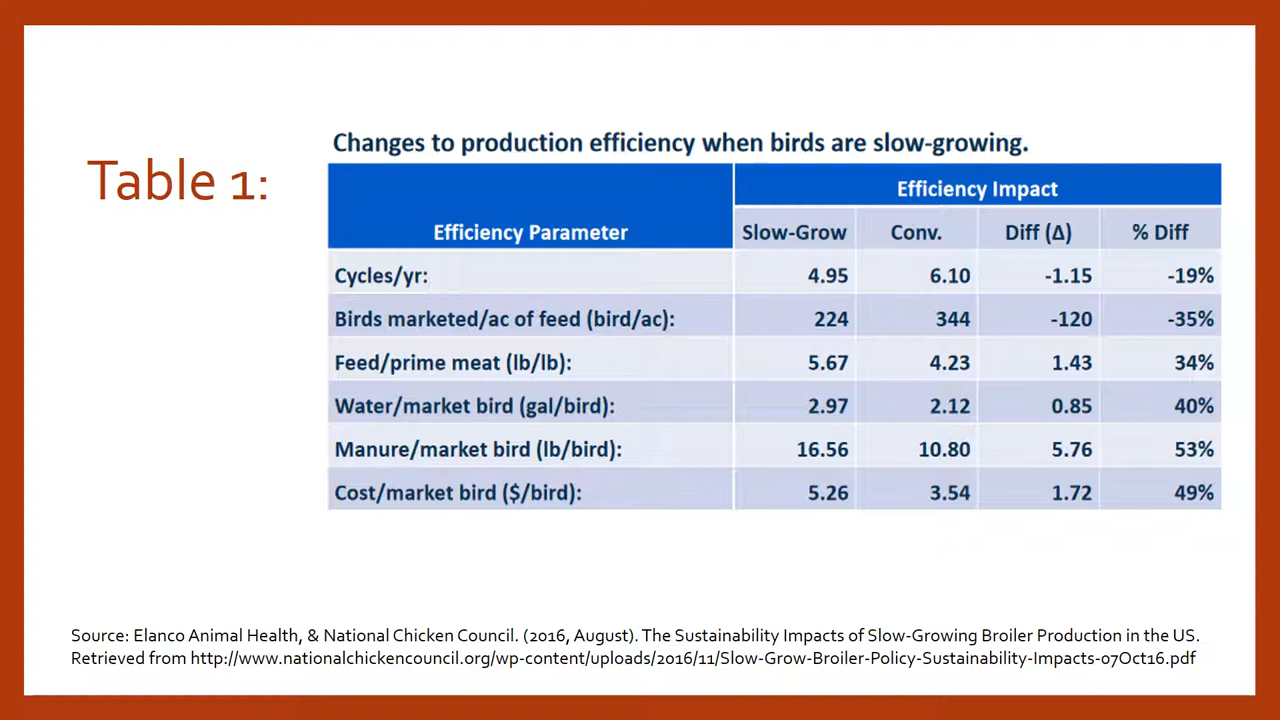 Table 1:
Changes to production efficiency when birds are slow-growing.
Efficiency Impact
Efficiency Parameter Slow-Grow Conv. Diff (Δ) % Diff
Cycles/yr: 4.95 6.10 -1.15 -19%
Birds marketed/ac of feed (bird/ac): 224 344 -120 -35%
Feed/prime meat (lb/lb): 5.67 4.23 1.43 34%
Water/market bird (gal/bird): 2.97 2.12 0.85 40%
Manure/market bird (lb/bird): 16.56 10.80 5.76 53%
Cost/market bird ($/bird): 5.26 3.54 1.72 49%
Source: Elanco Animal Health, & National Chicken Council. (2016, August). The Sustainability Impacts of Slow-Growing Broiler Production in the US.
Retrieved from http://www.nationalchickencouncil.org/wp-content/uploads/2016/11/Slow-Grow-Broiler-Policy-Sustainability-Impacts-07Oct16.pdf